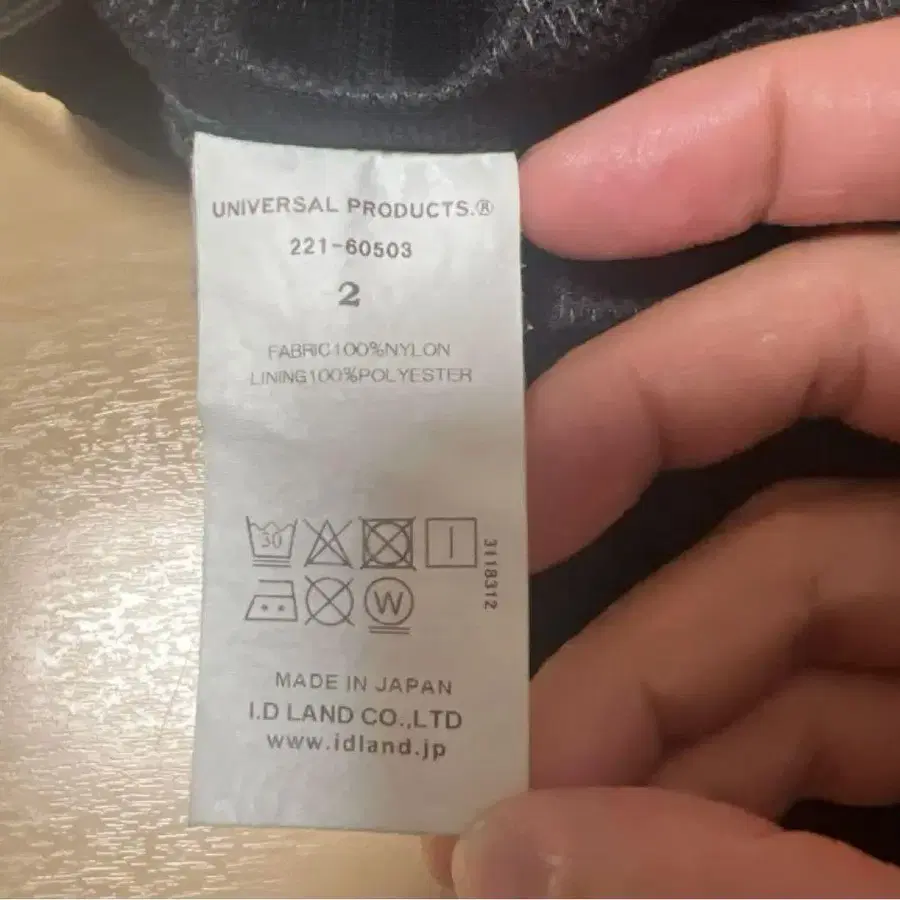 UNIVERSAL PRODUCTS.®
221-60503
2
FABRIC100%NYLON
LINING100%POLYESTER
30
3118312
W
MADE IN JAPAN
I.D LAND CO.,LTD
www.idland.jp